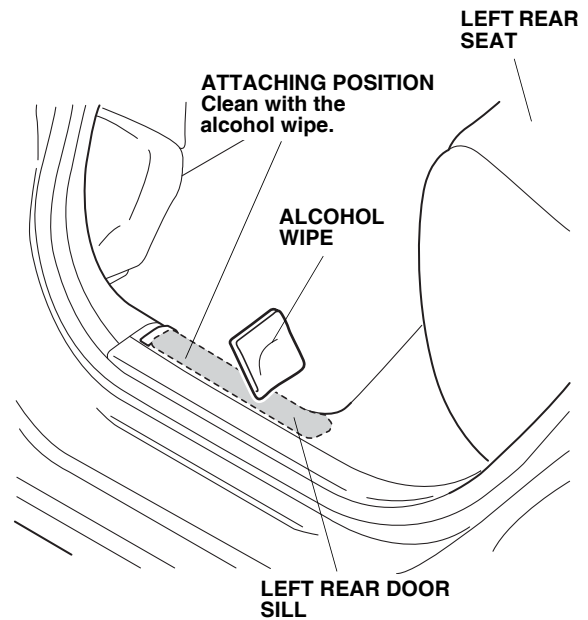 LEFT REAR
SEAT
ATTACHING POSITION
Clean with the
alcohol wipe.
ALCOHOL
WIPE
LEFT REAR DOOR
SILL